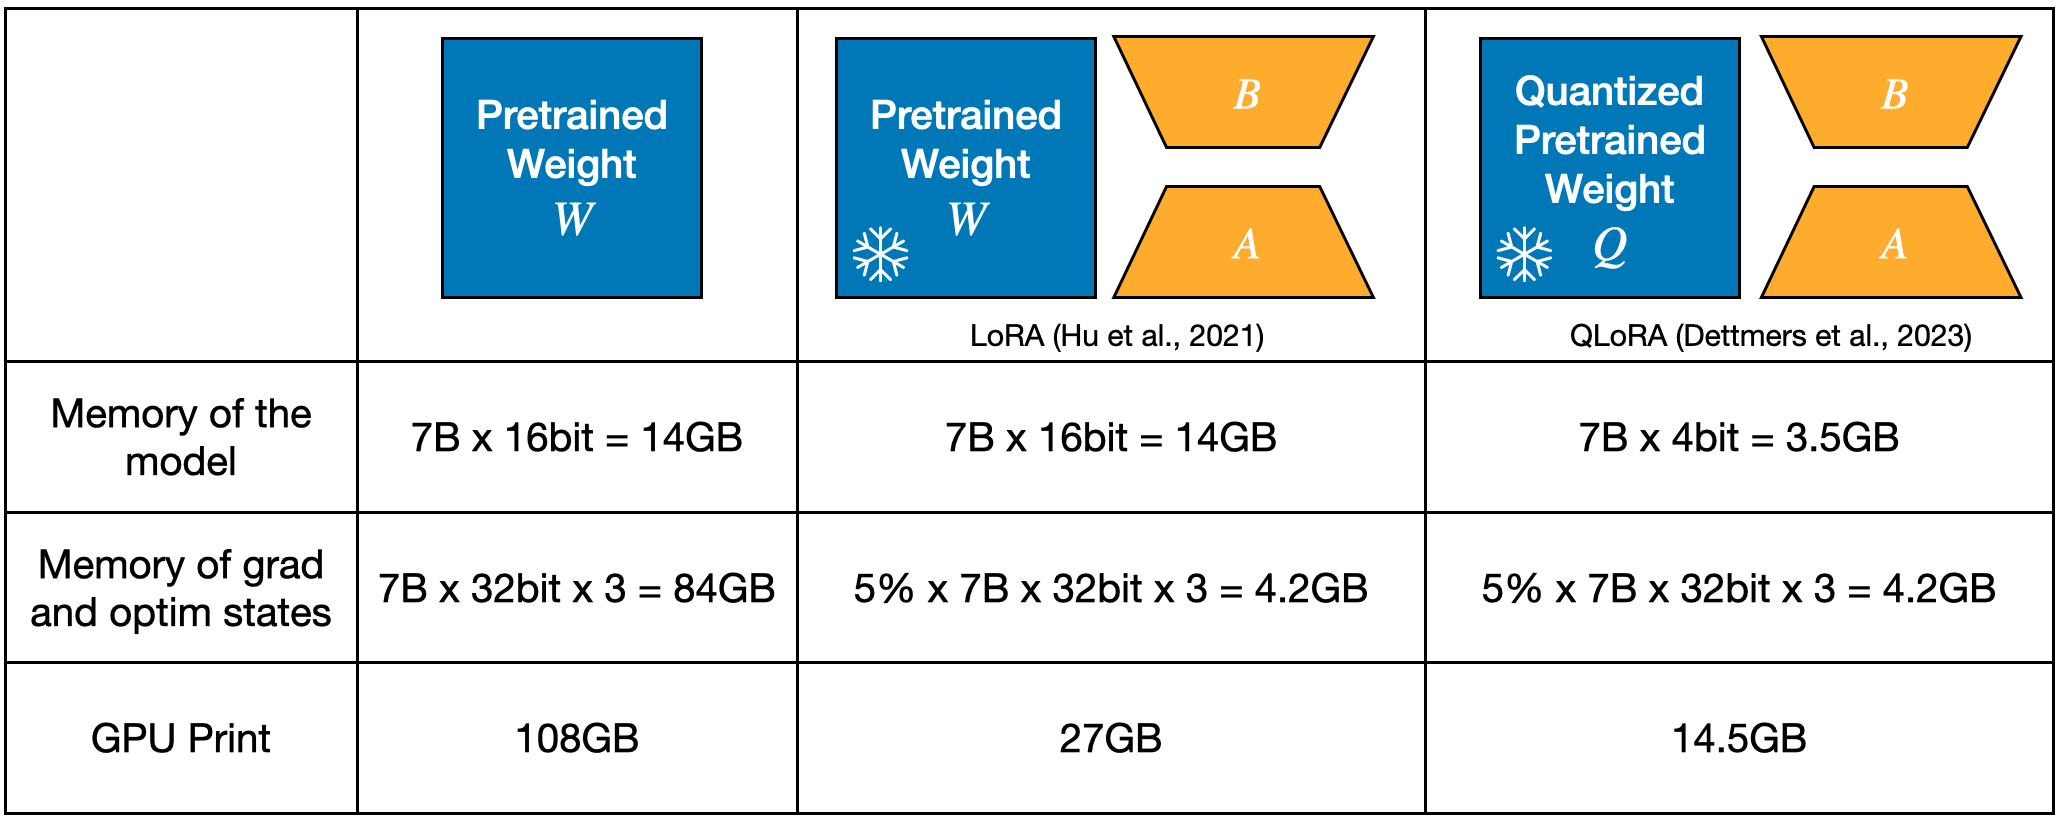 Pretrained
Weight
W
Pretrained
Weight
W
B
A
LoRA (Hu et al., 2021)
Quantized
Pretrained
Weight
Q
B
A
QLoRA (Dettmers et al., 2023)
Memory of the
model
7B x 16bit = 14GB
7B x 16bit = 14GB
7B x 4bit = 3.5GB
Memory of grad
and optim states
7B x 32bit x 3 = 84GB
5% x 7B x 32bit x 3 = 4.2GB
5% x 7B x 32bit x 3 = 4.2GB
GPU Print
108GB
27GB
14.5GB